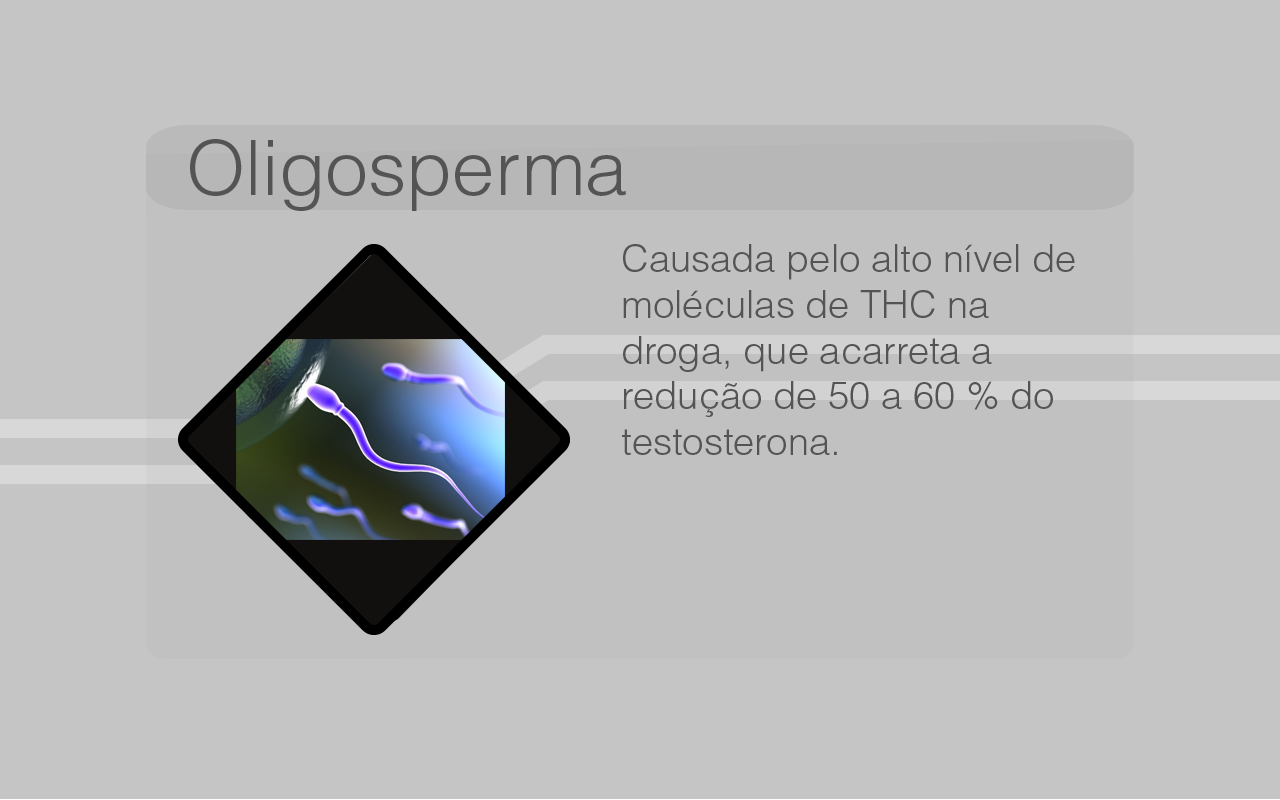 Oligosperma
Causada pelo alto nível de
moléculas de THC na
droga, que acarreta a
redução de 50 a 60 % do
testosterona.